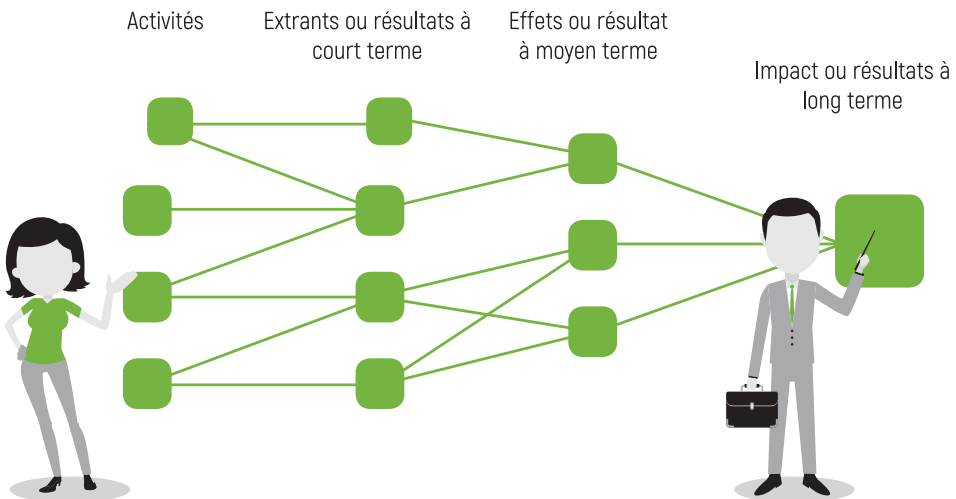 Activités
Extrants ou résultats à
court terme
Effets ou résultat
à moyen terme
Impact ou résultats à
long terme